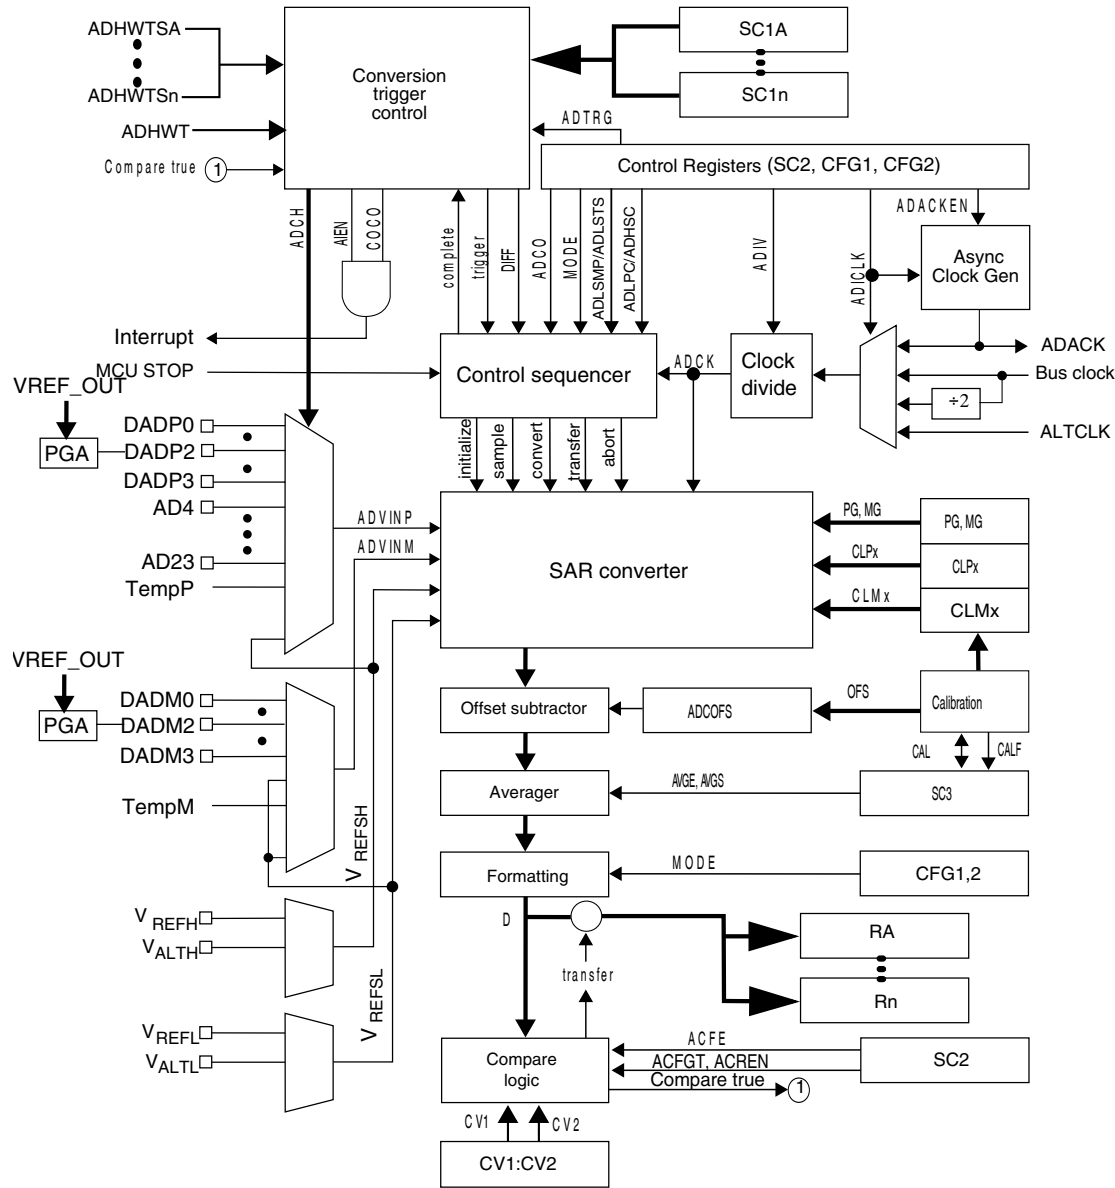 ADHWTSA
ADHWTSn
ADHWT
Compare true 1
Conversion
trigger
control
SC1A
SC1n
ADTRG
Control Registers (SC2, CFG1, CFG2)
ADCH
AIEN
COCO
complete
trigger
DIFF
ADCO
MODE
ADLSMP/ADLSTS
ADLPC/ADHSC
ADIV
ADICLK
ADACKEN
Async
Clock Gen
Interrupt
MCU STOP
Control sequencer
ADCK
Clock
divide
ADACK
Bus clock
÷2
ALTCLK
VREF_OUT
PGA
DADP0
DADP2
DADP3
AD4
AD23
TempP
initialize
sample
convert
transfer
abort
ADVINP
ADVINM
SAR converter
PG, MG
PG, MG
CLPx
CLPx
CLMx
CLMx
VREF_OUT
PGA
DADM0
DADM2
DADM3
TempM
Offset subtractor
ADCOFS
OFS
Calibration
CAL
CALF
Averager
AVGE, AVGS
SC3
V REFSH
Formatting
MODE
CFG1,2
V REFH
VALTH
D
transfer
RA
Rn
V REFSL
V REFL
VALTL
Compare
logic
ACFE
ACFGT, ACREN
Compare true 1
SC2
CV1
CV2
CV1:CV2